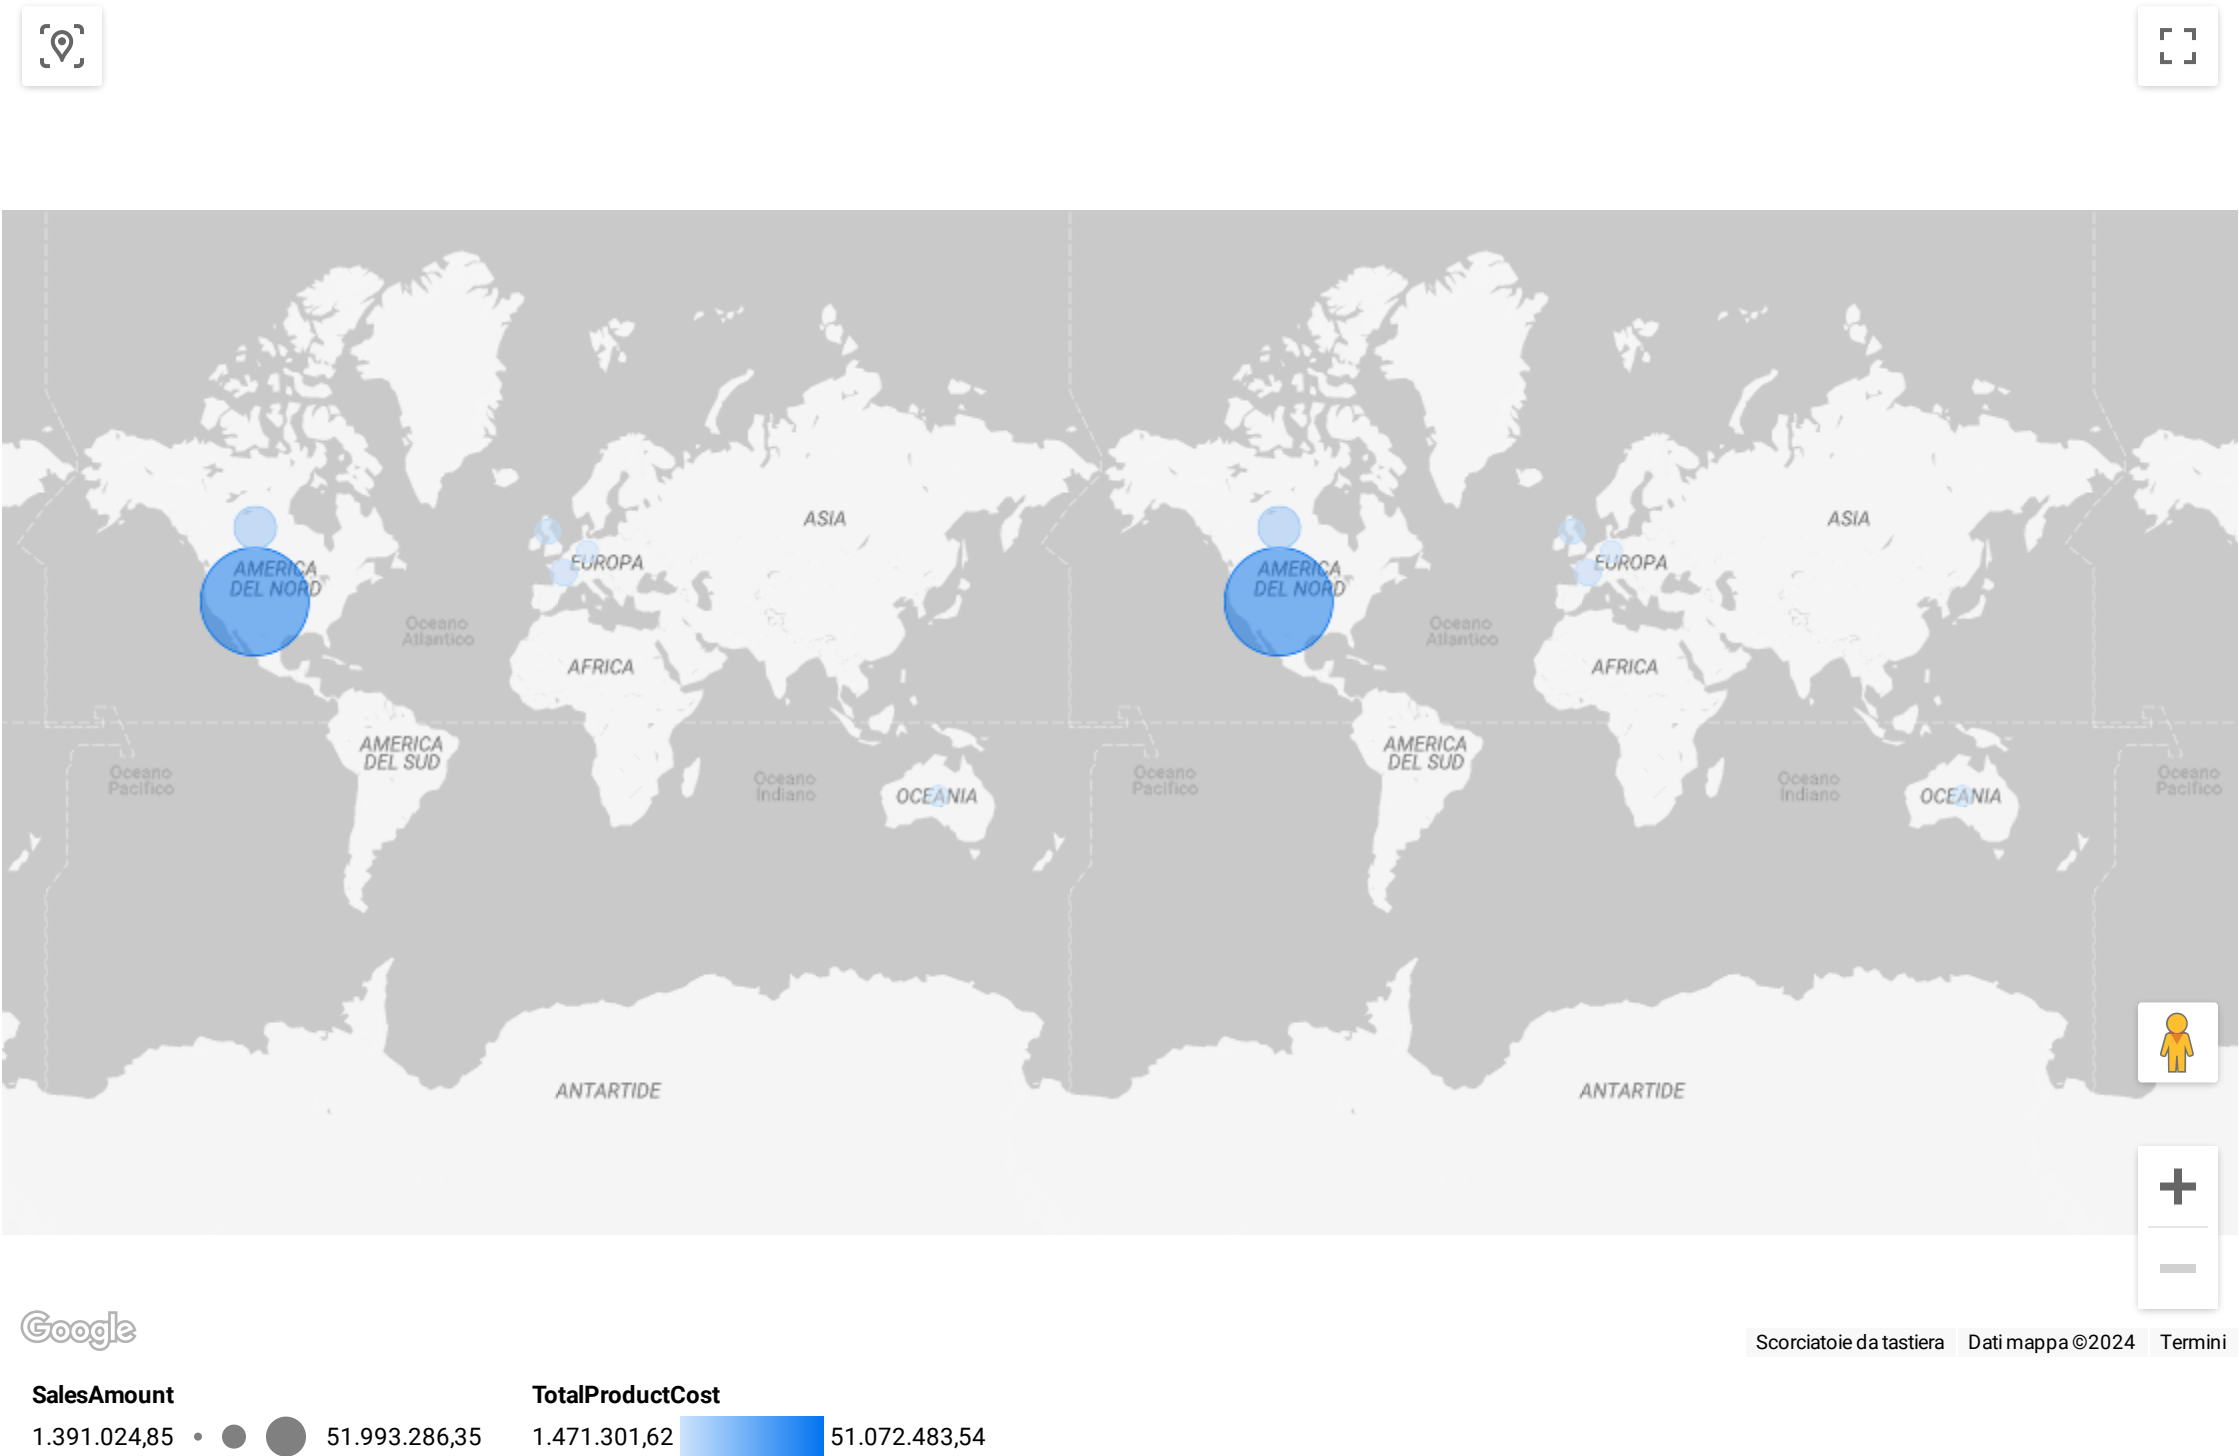 ASIA
ASIA
EUROPA
EUROPA
AMERICA
DEL NORD
AMERICA
DEL NORD
Oceano
Atlantico
Oceano
Atlantico
AFRICA
AFRICA
AMERICA
DEL SUD
AMERICA
DEL SUD
Oceano
Pacifico
Oceano
Indiano
OCEANIA
Oceano
Pacifico
Oceano
Indiano
OCEANIA
Oceano
Pacifico
ANTARTIDE
ANTARTIDE
Google
Scorciatoie da tastiera Dati mappa ©2024 Termini
SalesAmount TotalProductCost
1.391.024,85 51.993.286,35 1.471.301,62 51.072.483,54